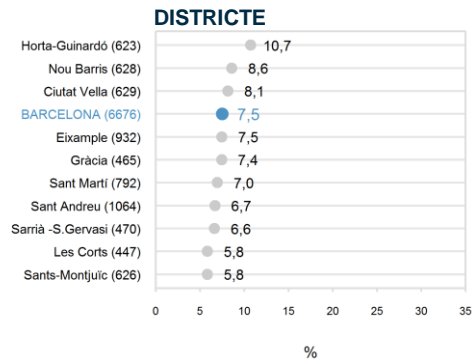 DISTRICTE
Horta-Guinardó (623) 10,7
Nou Barris (628) 8,6
Ciutat Vella (629) 8,1
BARCELONA (6676) 7,5
Eixample (932) 7,5
Gràcia (465) 7,4
Sant Martí (792) 7,0
Sant Andreu (1064) 6,7
Sarrià -S.Gervasi (470) 6,6
Les Corts (447) 5,8
Sants-Montjuïc (626) 5,8
0 5 10 15 20 25 30 35
%